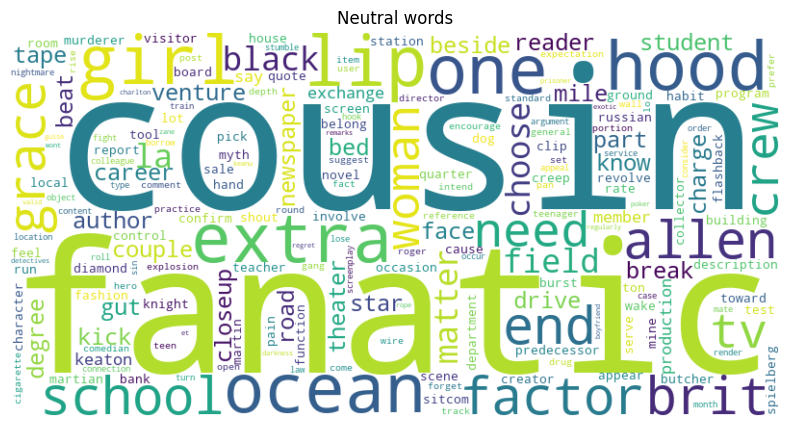 Neutral words
cousin
fanatic
girl
lip
one
hood
black
grace
woman
choose
crew
extra
need
allen
school
ocean
factor
brit
end
tv
matter
la
tape
room
murderer
visitor
house
post
stumble
item
user
station
beside
reader
student
expectation
nightmare
rise
beat
venture
board
say
quote
newspaper
exchange
screen
director
mile
ground
habit
program
prefer
charlton
train
depth
hook
standard
prisoner
exotic
wall
russian
portion
career
report
tool
fight
zane
lot
borrow
pick
myth
sale
hand
colleague
type
comment
bed
belong
remarks
suggest
novel
fact
encourage
dog
quarter
intend
argument
general
clip
appeal
pan
set
creep
part
know
order
service
revolve
rate
charge
flashback
insider
local
object
valid
content
author
practice
confirm
shout
round
involve
face
reference
teenager
poker
member
collector
regularly
building
location
detectives
feel
run
roll
control
couple
sin
regret
lose
roger
cause
gang
occur
field
break
description
diamond
explosion
teacher
occasion
burst
drive
ton
wake
toward
case
mate
test
degree
character
cigarette
gut
fashion
hero
knight
closeup
road
function
pain
theater
star
screenplay
rope
department
predecessor
boyfriend
serve
mine
production
render
kick
comedian
keaton
teen
et
martin
open
darkness
wire
drug
martian
connection
bank
turn
law
come
scene
forget
sitcom
track
creator
appear
butcher
month
spielberg